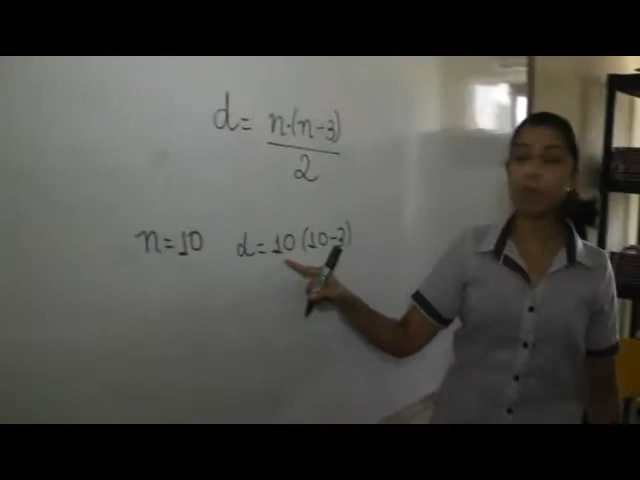 d = n·(n-3)
2
n=10 d=10(10-3)